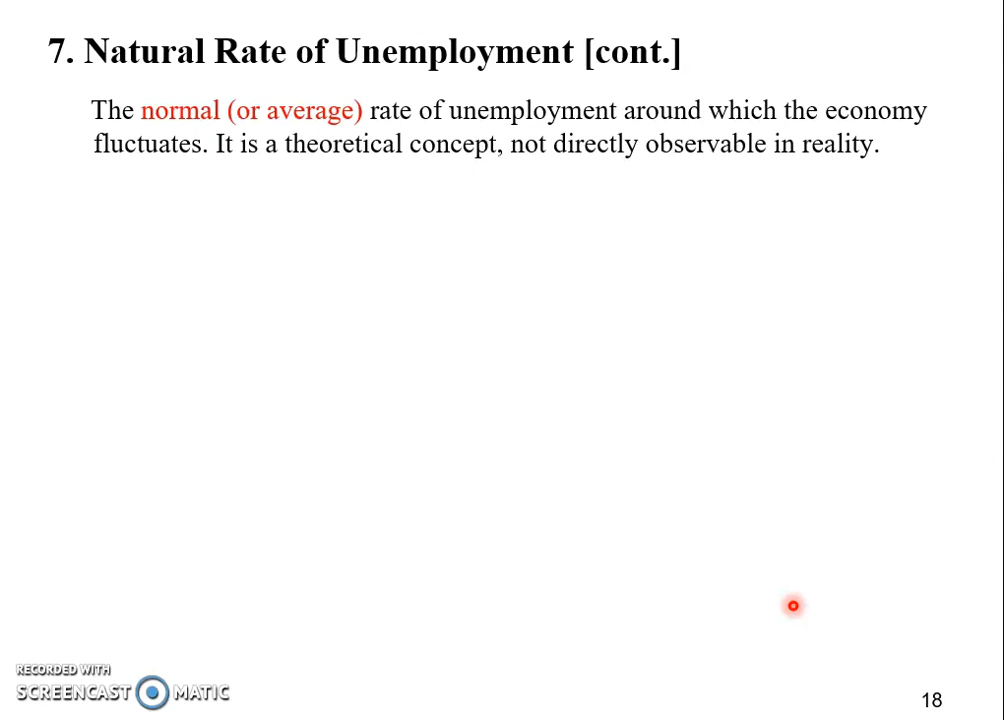 7. Natural Rate of Unemployment [cont.]
The normal (or average) rate of unemployment around which the economy
fluctuates. It is a theoretical concept, not directly observable in reality.
RECORDED WITH
SCREENCAST MATIC
18